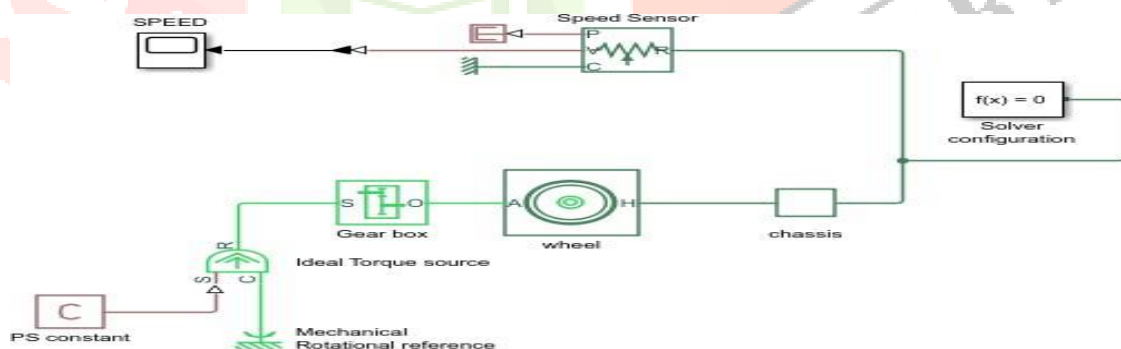 SPEED
Speed Sensor
P
V
R
C
f(x) = 0
Solver
configuration
S
O
A
H
Gear box
wheel
chassis
R
Ideal Torque source
S
C
C
PS constant
Mechanical
Rotational reference